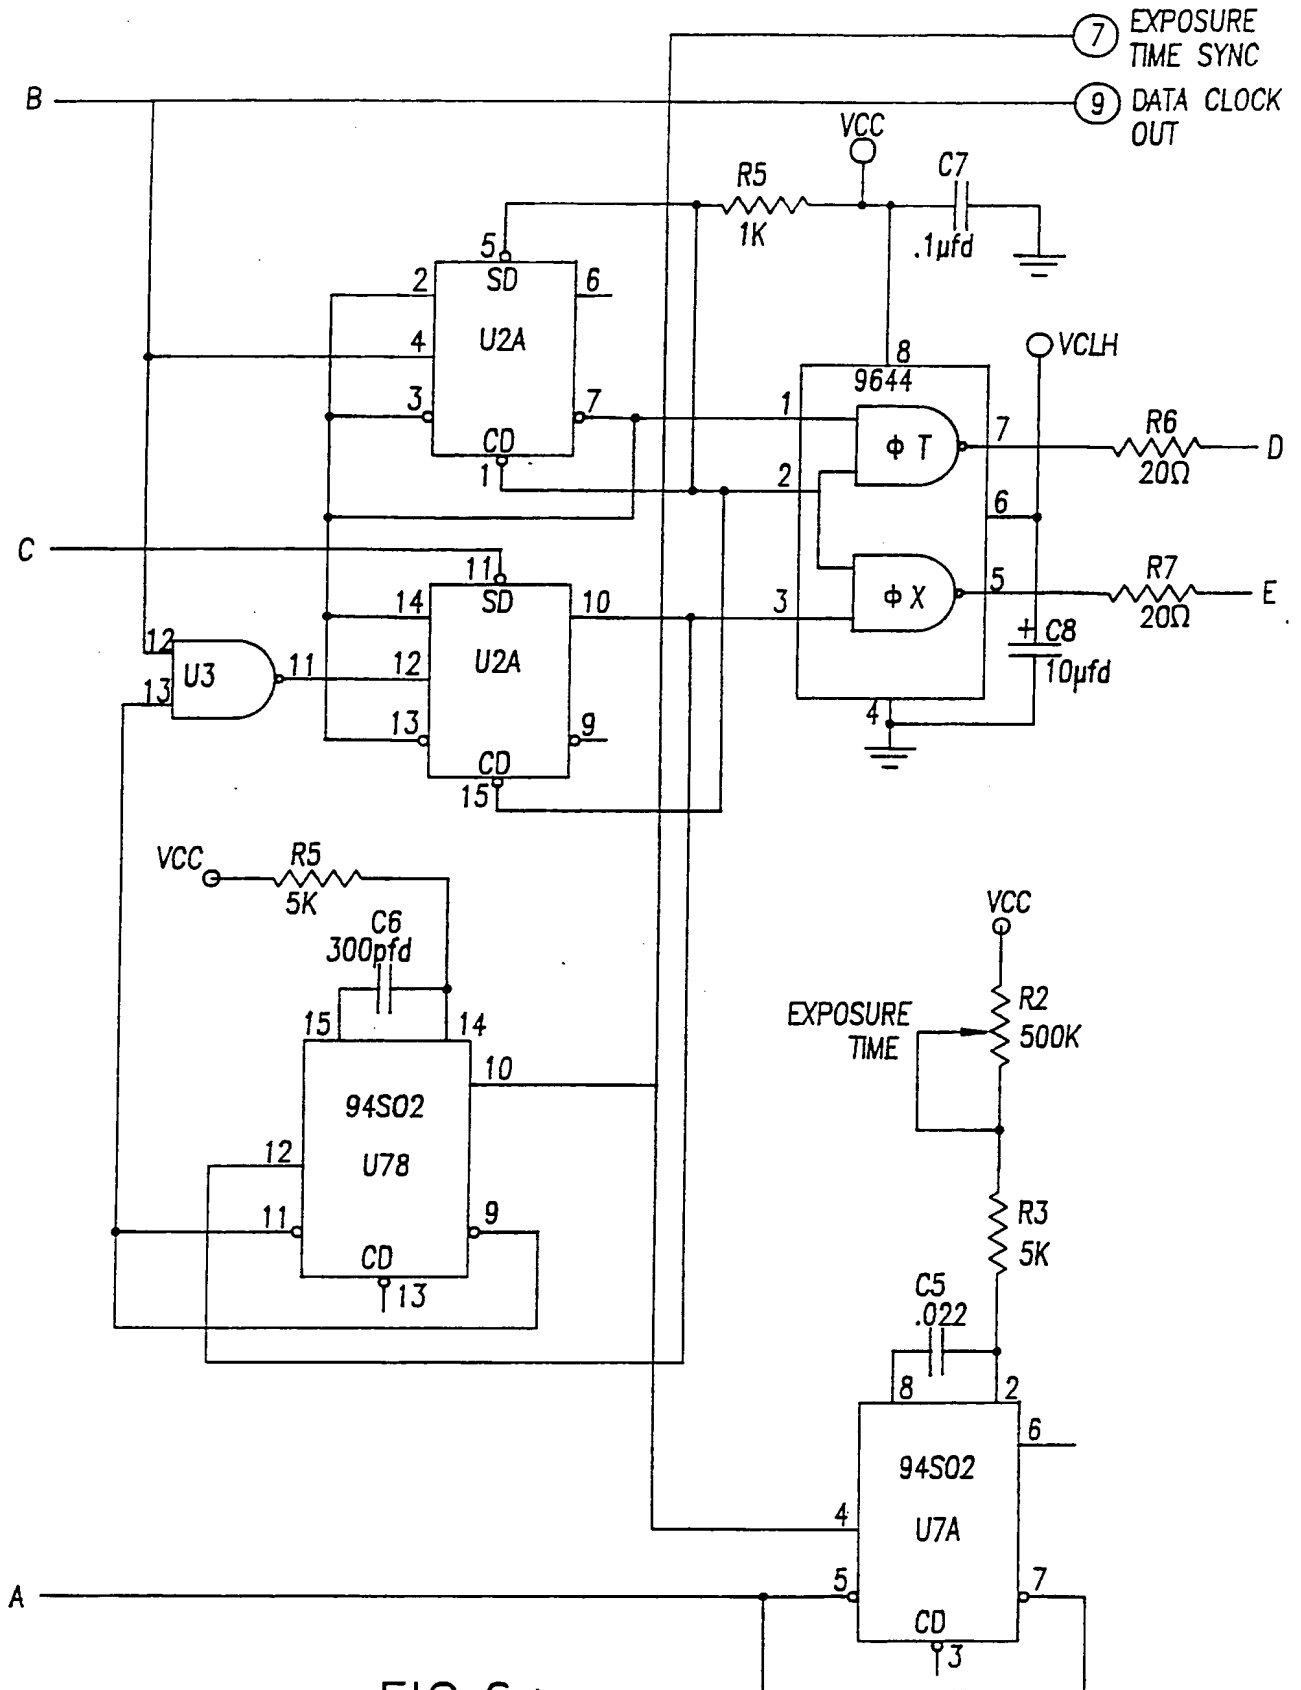 7 EXPOSURE
TIME SYNC
B
9 DATA CLOCK
OUT
VCC
C7
R5
1K
.1µfd
5
SD
2
6
U2A
4
VCLH
8
9644
3
7
1
CD
1
2
Φ T
7
R6
20Ω
D
6
C
11
SD
14
10
3
Φ X
5
R7
20Ω
E
12
U3
11
12
U2A
+
C8
10µfd
13
13
9
CD
15
4
VCC
R5
5K
C6
300pfd
15
14
10
94S02
U78
12
11
9
CD
13
VCC
EXPOSURE
TIME
R2
500K
R3
5K
C5
.022
8
2
6
94S02
U7A
4
A
5
7
CD
3